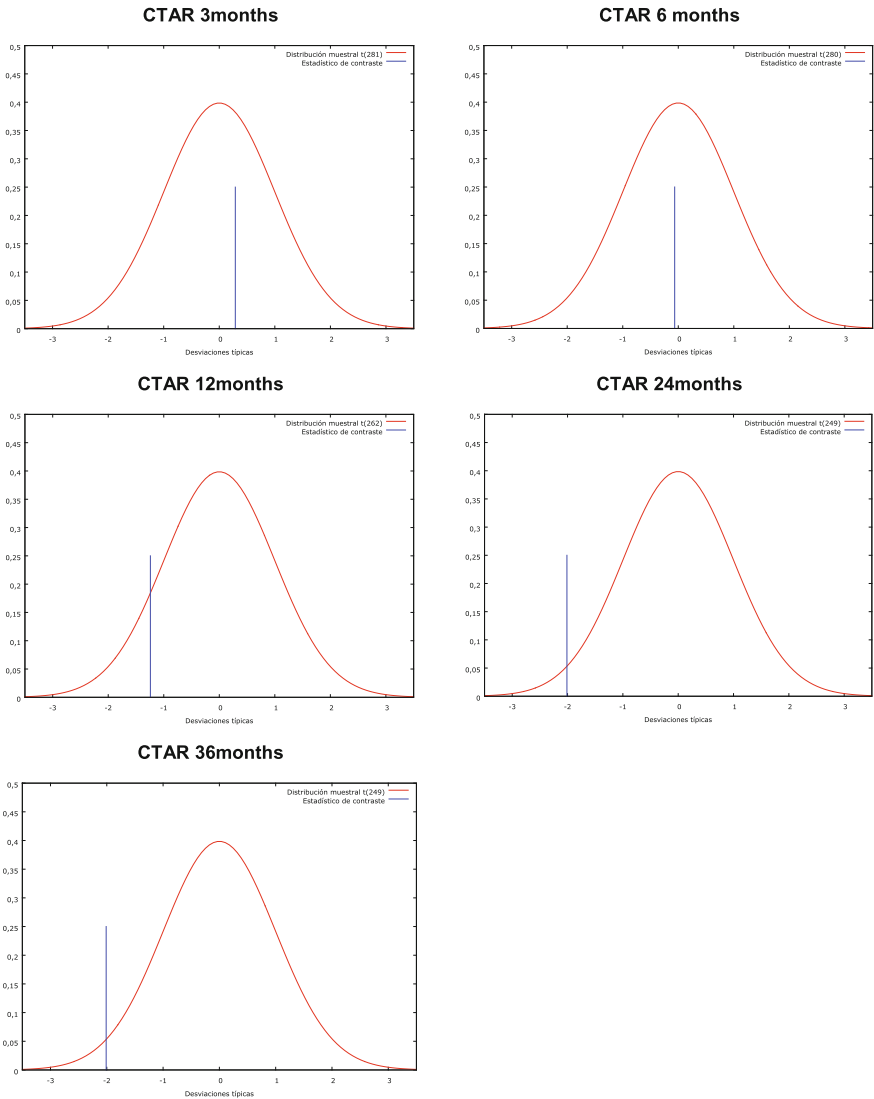 CTAR 3months
0,5
Distribución muestral t(281)
Estadístico de contraste
0,45
0,4
0,35
0,3
0,25
0,2
0,15
0,1
0,05
0
-3 -2 -1 0 1 2 3
Desviaciones típicas
CTAR 6 months
0,5
Distribución muestral t(280)
Estadístico de contraste
0,45
0,4
0,35
0,3
0,25
0,2
0,15
0,1
0,05
0
-3 -2 -1 0 1 2 3
Desviaciones típicas
CTAR 12months
0,5
Distribución muestral t(262)
Estadístico de contraste
0,45
0,4
0,35
0,3
0,25
0,2
0,15
0,1
0,05
0
-3 -2 -1 0 1 2 3
Desviaciones típicas
CTAR 24months
0,5
Distribución muestral t(249)
Estadístico de contraste
0,45
0,4
0,35
0,3
0,25
0,2
0,15
0,1
0,05
0
-3 -2 -1 0 1 2 3
Desviaciones típicas
CTAR 36months
0,5
Distribución muestral t(249)
Estadístico de contraste
0,45
0,4
0,35
0,3
0,25
0,2
0,15
0,1
0,05
0
-3 -2 -1 0 1 2 3
Desviaciones típicas